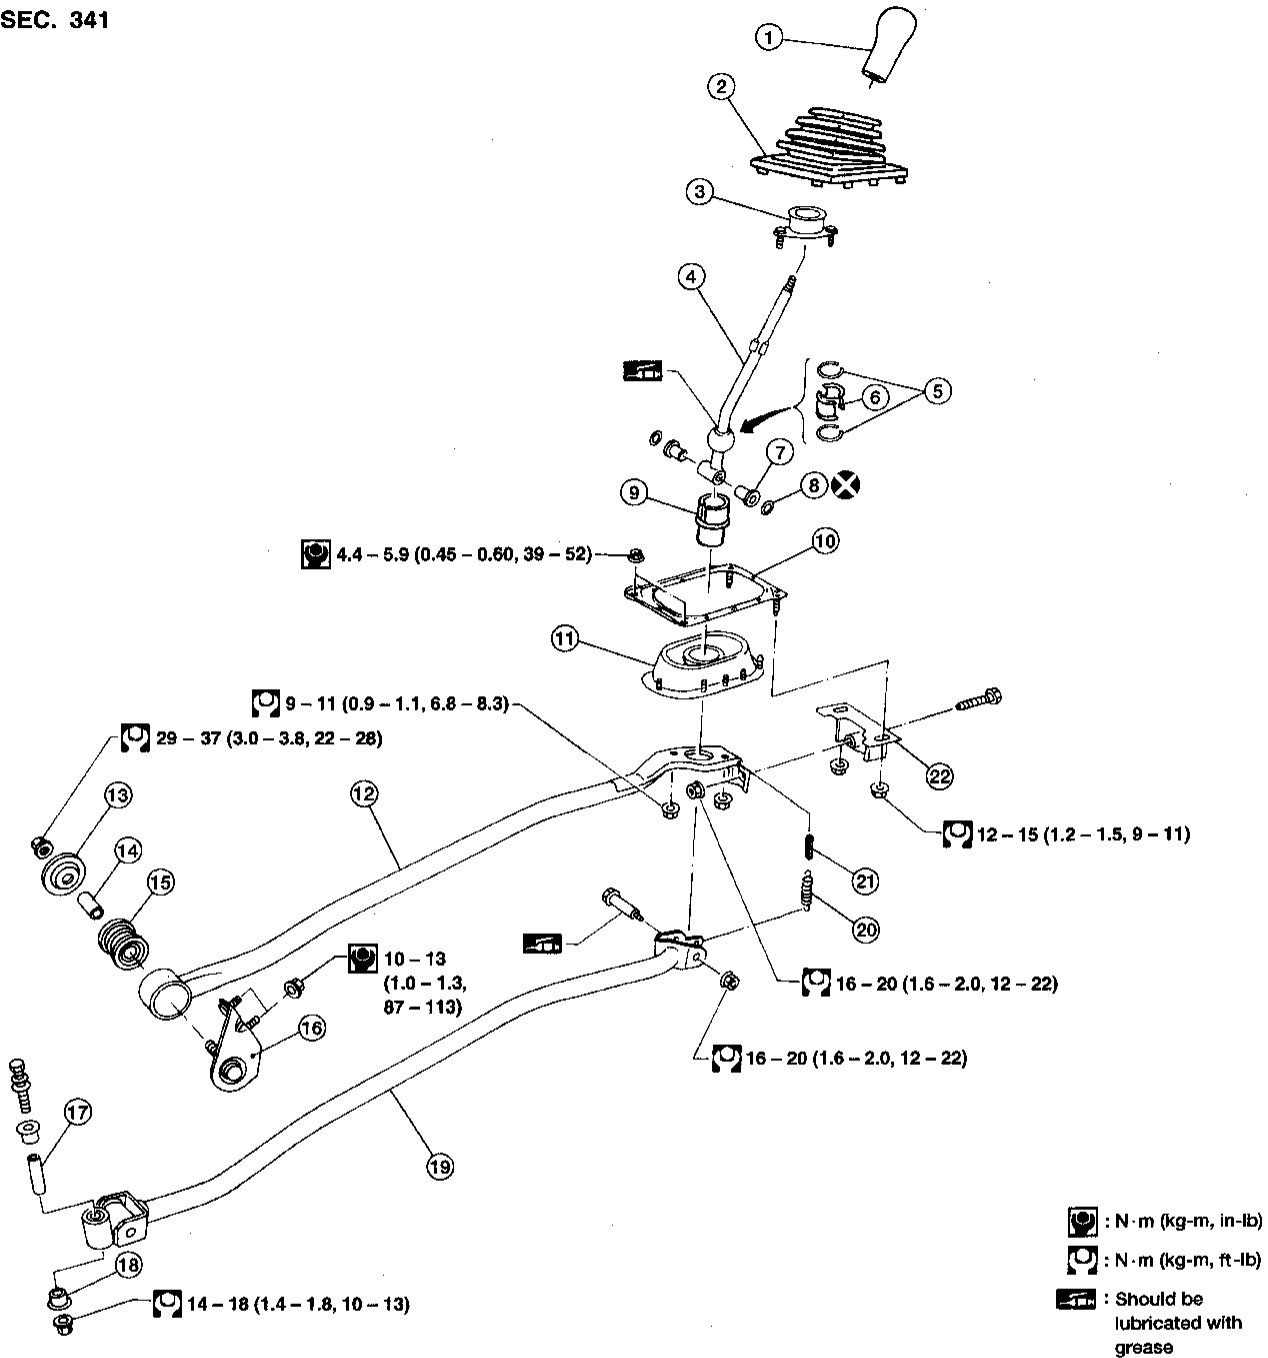 SEC. 341
1
2
3
4
5
6
7
8
9
4.4 – 5.9 (0.45 – 0.60, 39 – 52)
10
11
9 – 11 (0.9 – 1.1, 6.8 – 8.3)
29 – 37 (3.0 – 3.8, 22 – 28)
22
12
13
12 – 15 (1.2 – 1.5, 9 – 11)
14
15
21
20
10 – 13
(1.0 – 1.3,
87 – 113)
16 – 20 (1.6 – 2.0, 12 – 22)
16
16 – 20 (1.6 – 2.0, 12 – 22)
17
19
18
14 – 18 (1.4 – 1.8, 10 – 13)
: N·m (kg-m, in-lb)
: N·m (kg-m, ft-lb)
: Should be
lubricated with
grease